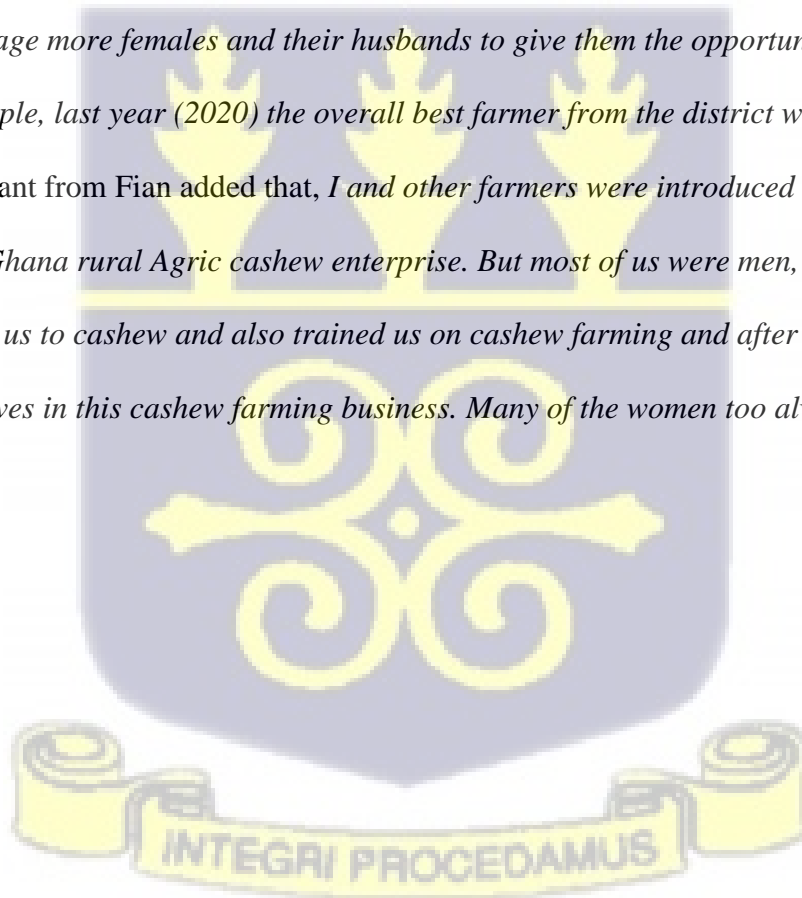 age more females and their husbands to give them the opportun
ple, last year (2020) the overall best farmer from the district w
ant from Fian added that, I and other farmers were introduced
Ghana rural Agric cashew enterprise. But most of us were men,
us to cashew and also trained us on cashew farming and after
ves in this cashew farming business. Many of the women too al
INTEGRI PROCEDAMUS